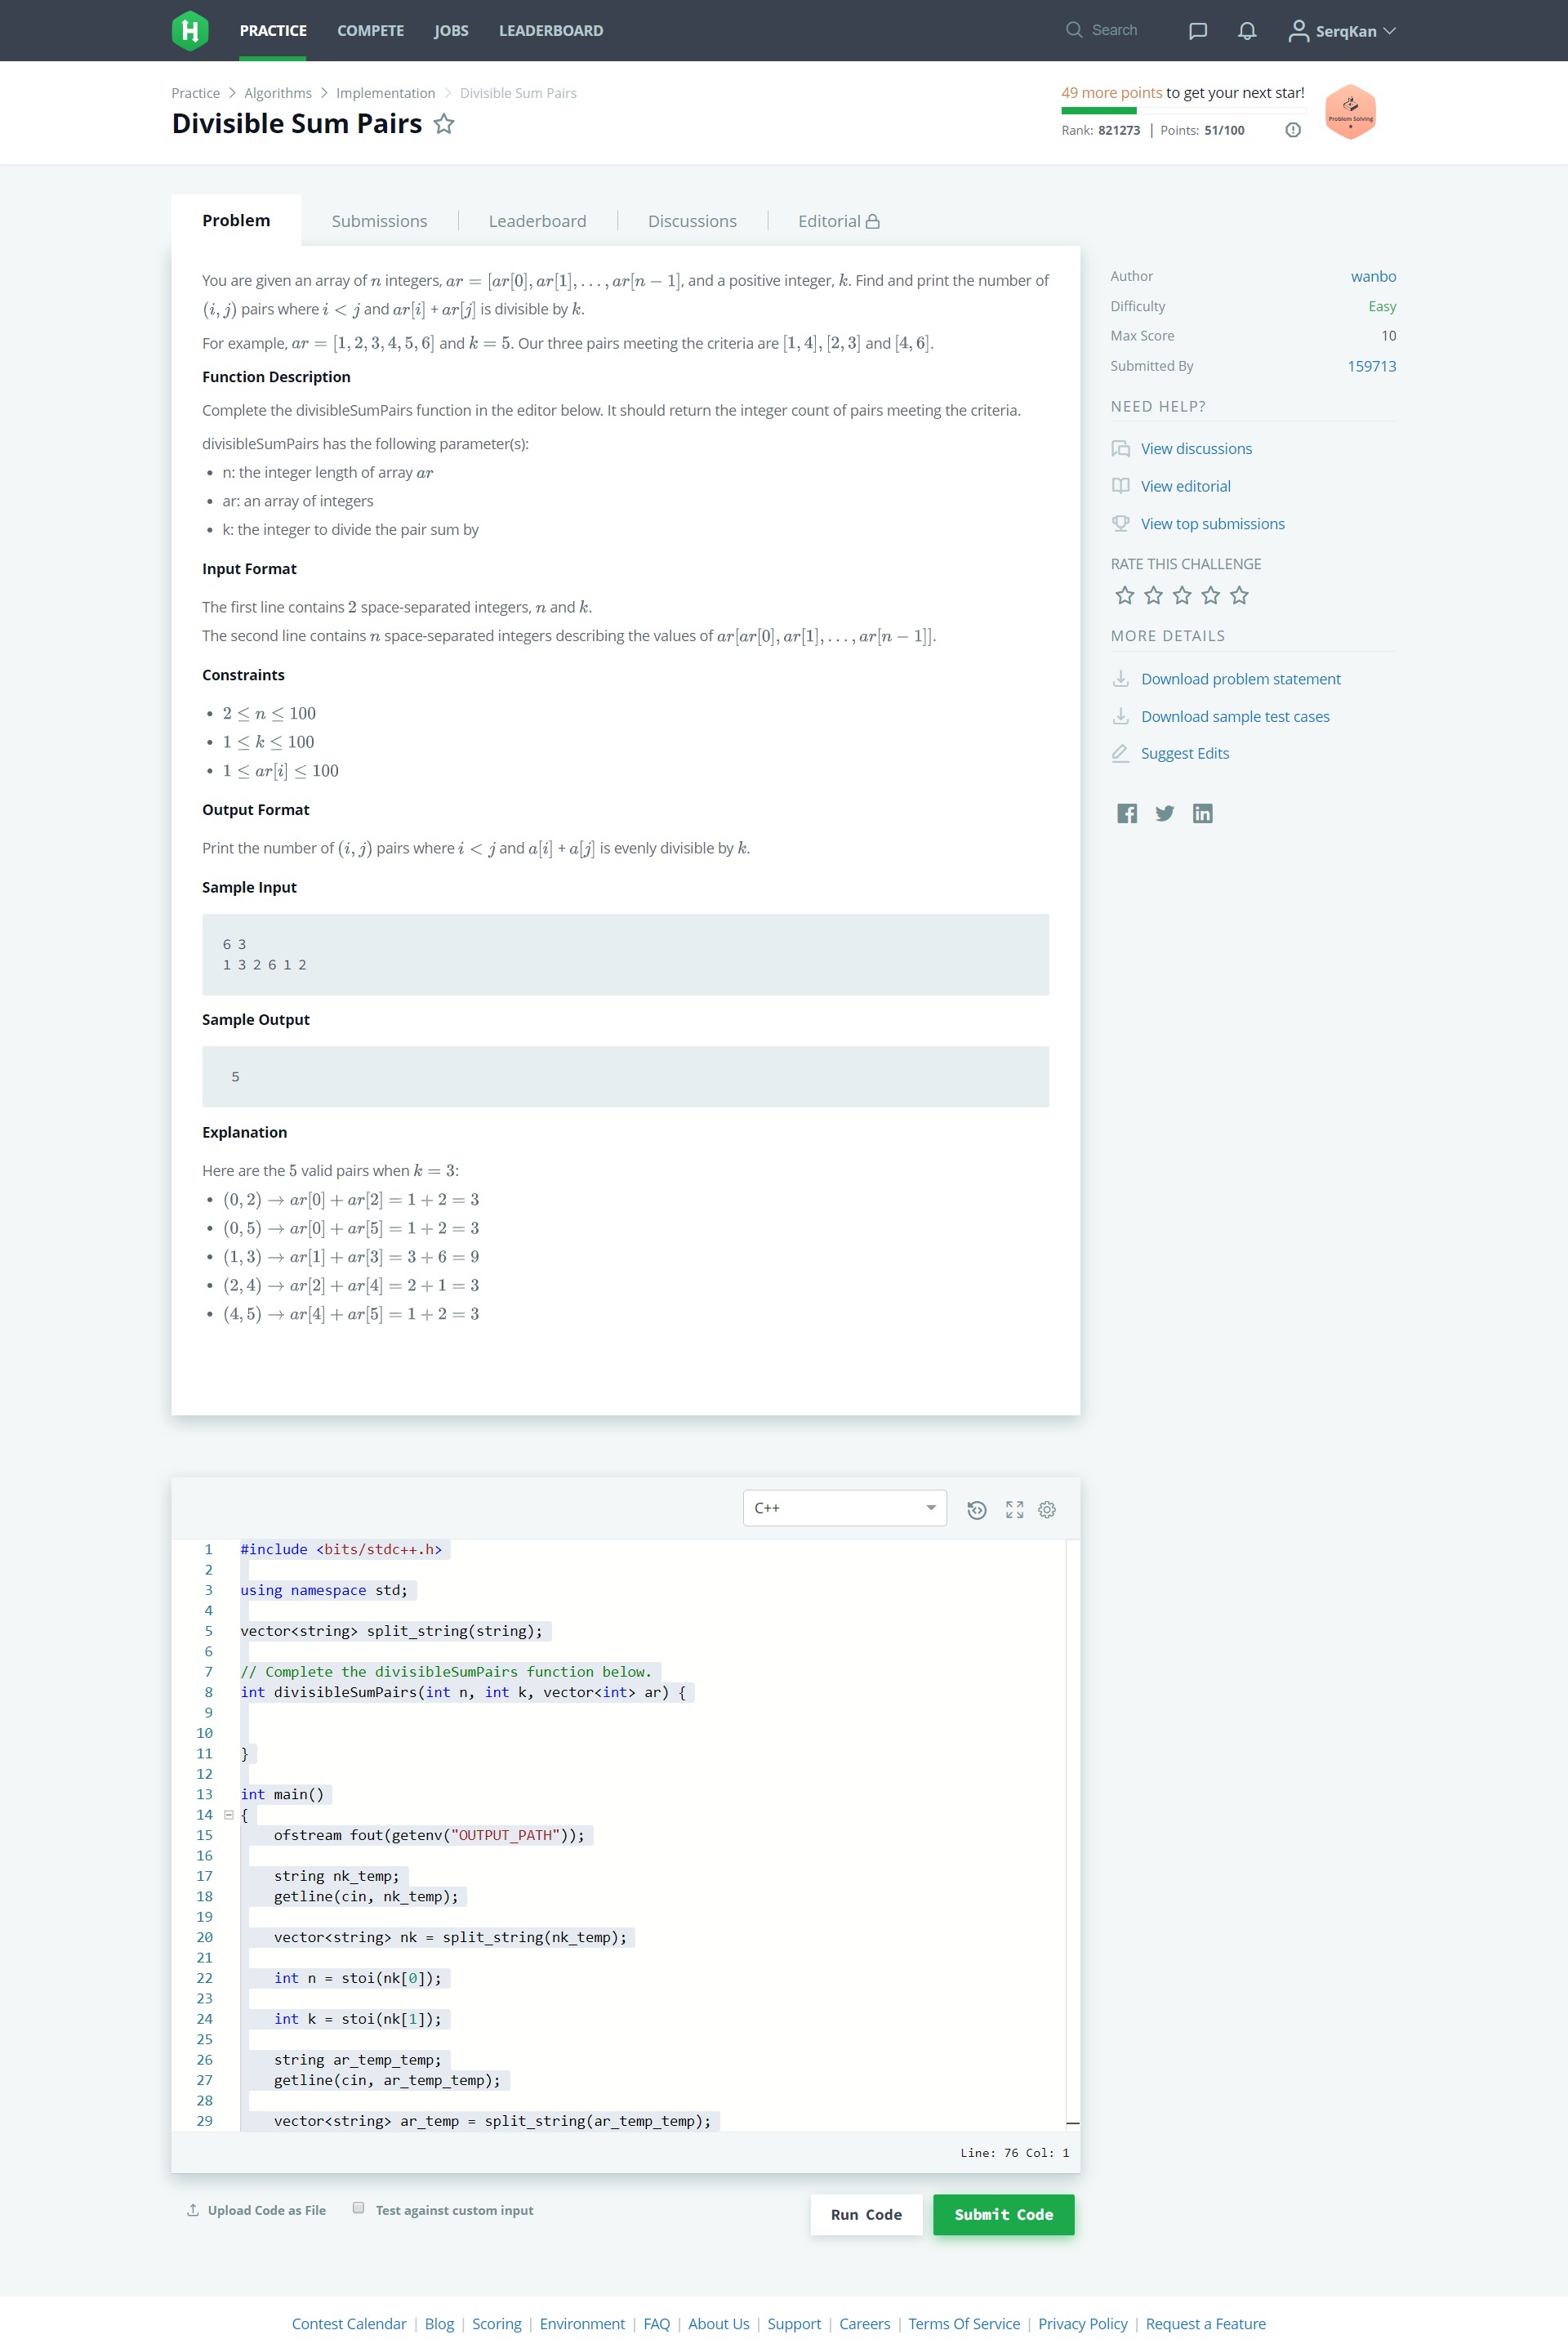 PRACTICE COMPETE JOBS LEADERBOARD Search SerqKan
Practice > Algorithms > Implementation > Divisible Sum Pairs
Divisible Sum Pairs
49 more points to get your next star!
Rank: 821273 | Points: 51/100
Problem Solving
Problem Submissions Leaderboard Discussions Editorial
You are given an array of n integers, ar = [ar[0], ar[1], . . . , ar[n − 1], and a positive integer, k. Find and print the number of
(i, j) pairs where i < j and ar[i] + ar[j] is divisible by k.
For example, ar = [1, 2, 3, 4, 5, 6] and k = 5. Our three pairs meeting the criteria are [1, 4], [2, 3] and [4, 6].
Function Description
Complete the divisibleSumPairs function in the editor below. It should return the integer count of pairs meeting the criteria.
divisibleSumPairs has the following parameter(s):
• n: the integer length of array ar
• ar: an array of integers
• k: the integer to divide the pair sum by
Input Format
The first line contains 2 space-separated integers, n and k.
The second line contains n space-separated integers describing the values of ar[ar[0], ar[1], . . . , ar[n − 1]].
Constraints
• 2 ≤ n ≤ 100
• 1 ≤ k ≤ 100
• 1 ≤ ar[i] ≤ 100
Output Format
Print the number of (i, j) pairs where i < j and a[i] + a[j] is evenly divisible by k.
Sample Input
6 3
1 3 2 6 1 2
Sample Output
5
Explanation
Here are the 5 valid pairs when k = 3:
• (0, 2) → ar[0] + ar[2] = 1 + 2 = 3
• (0, 5) → ar[0] + ar[5] = 1 + 2 = 3
• (1, 3) → ar[1] + ar[3] = 3 + 6 = 9
• (2, 4) → ar[2] + ar[4] = 2 + 1 = 3
• (4, 5) → ar[4] + ar[5] = 1 + 2 = 3
Author wanbo
Difficulty Easy
Max Score 10
Submitted By 159713
NEED HELP?
View discussions
View editorial
View top submissions
RATE THIS CHALLENGE
MORE DETAILS
Download problem statement
Download sample test cases
Suggest Edits
C++
1 #include <bits/stdc++.h>
2
3 using namespace std;
4
5 vector<string> split_string(string);
6
7 // Complete the divisibleSumPairs function below.
8 int divisibleSumPairs(int n, int k, vector<int> ar) {
9
10
11 }
12
13 int main()
14 {
15 ofstream fout(getenv("OUTPUT_PATH"));
16
17 string nk_temp;
18 getline(cin, nk_temp);
19
20 vector<string> nk = split_string(nk_temp);
21
22 int n = stoi(nk[0]);
23
24 int k = stoi(nk[1]);
25
26 string ar_temp_temp;
27 getline(cin, ar_temp_temp);
28
29 vector<string> ar_temp = split_string(ar_temp_temp);
Line: 76 Col: 1
Upload Code as File Test against custom input Run Code Submit Code
Contest Calendar | Blog | Scoring | Environment | FAQ | About Us | Support | Careers | Terms Of Service | Privacy Policy | Request a Feature